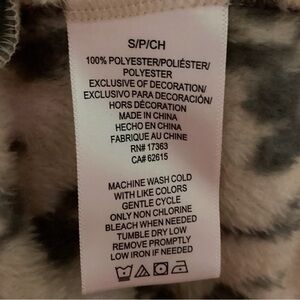 S/P/CH
100% POLYESTER/POLIÉSTER/
POLYESTER
EXCLUSIVE OF DECORATION/
EXCLUSIVO PARA DECORACIÓN/
HORS DÉCORATION
MADE IN CHINA
HECHO EN CHINA
FABRIQUE AU CHINE
RN# 17363
CA# 62615
MACHINE WASH COLD
WITH LIKE COLORS
GENTLE CYCLE
ONLY NON CHLORINE
BLEACH WHEN NEEDED
TUMBLE DRY LOW
REMOVE PROMPTLY
LOW IRON IF NEEDED